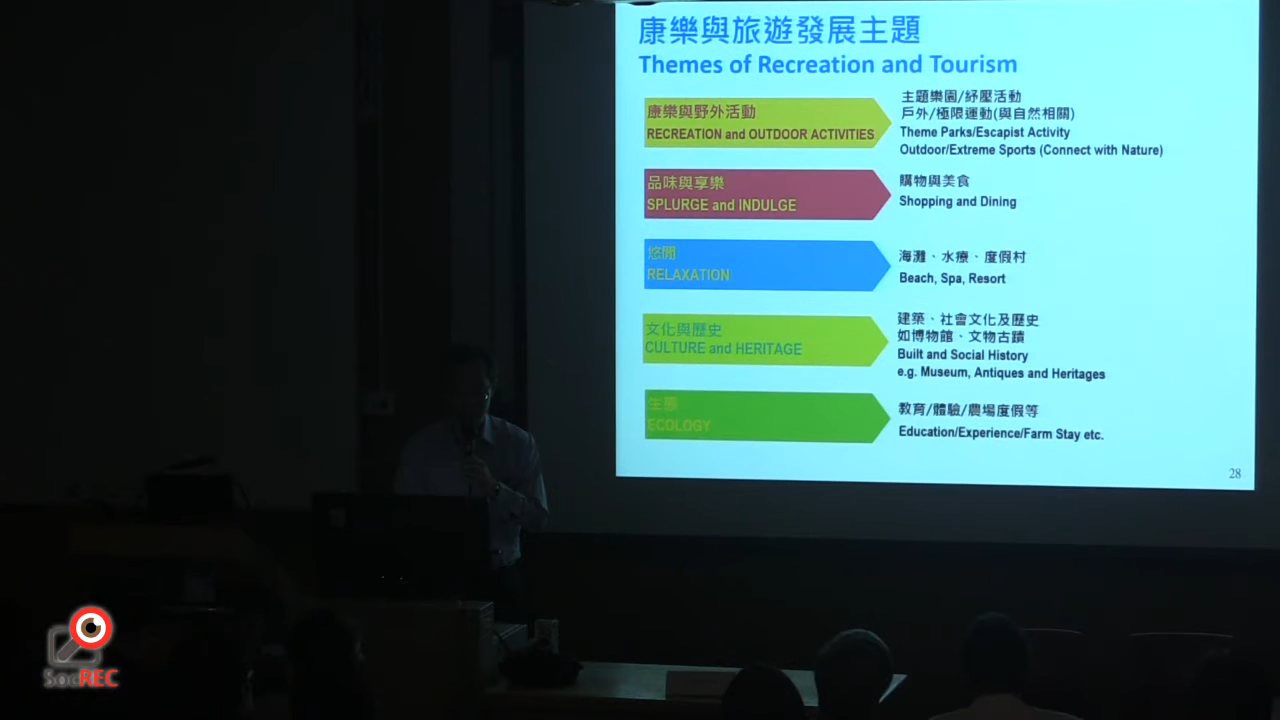 康樂與旅遊發展主題
Themes of Recreation and Tourism
康樂與野外活動
RECREATION and OUTDOOR ACTIVITIES
主題樂園/紓壓活動
戶外/極限運動(與自然相關)
Theme Parks/Escapist Activity
Outdoor/Extreme Sports (Connect with Nature)
品味與享樂
SPLURGE and INDULGE
購物與美食
Shopping and Dining
悠閒
RELAXATION
海灘、水療、度假村
Beach, Spa, Resort
文化與歷史
CULTURE and HERITAGE
建築、社會文化及歷史
如博物館、文物古蹟
Built and Social History
e.g. Museum, Antiques and Heritages
生態
ECOLOGY
教育/體驗/農場度假等
Education/Experience/Farm Stay etc.
28
SocREC